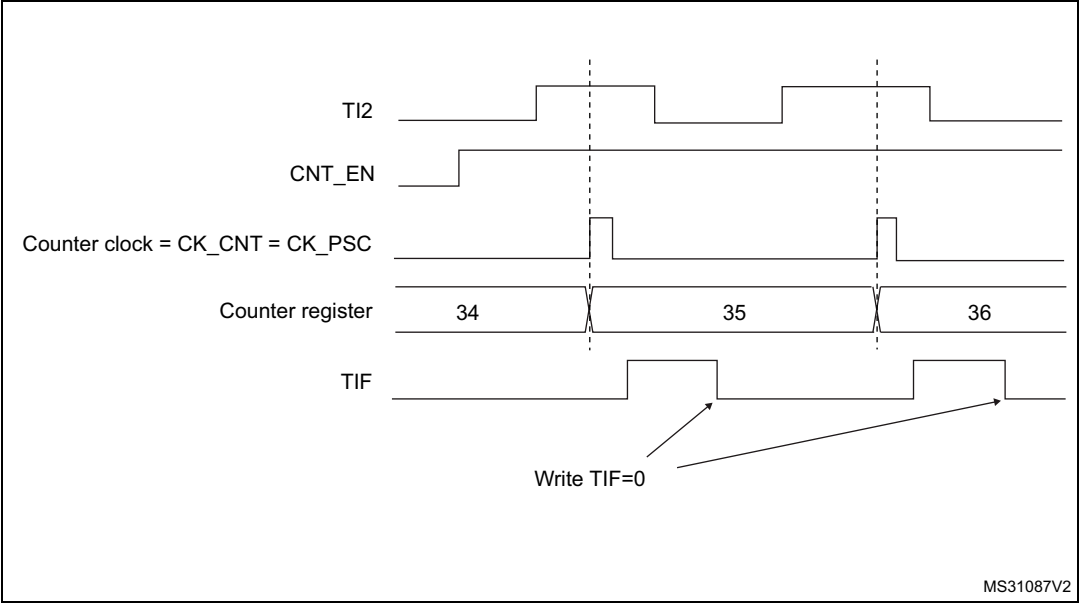 TI2
CNT_EN
Counter clock = CK_CNT = CK_PSC
Counter register 34 35 36
TIF
Write TIF=0
MS31087V2